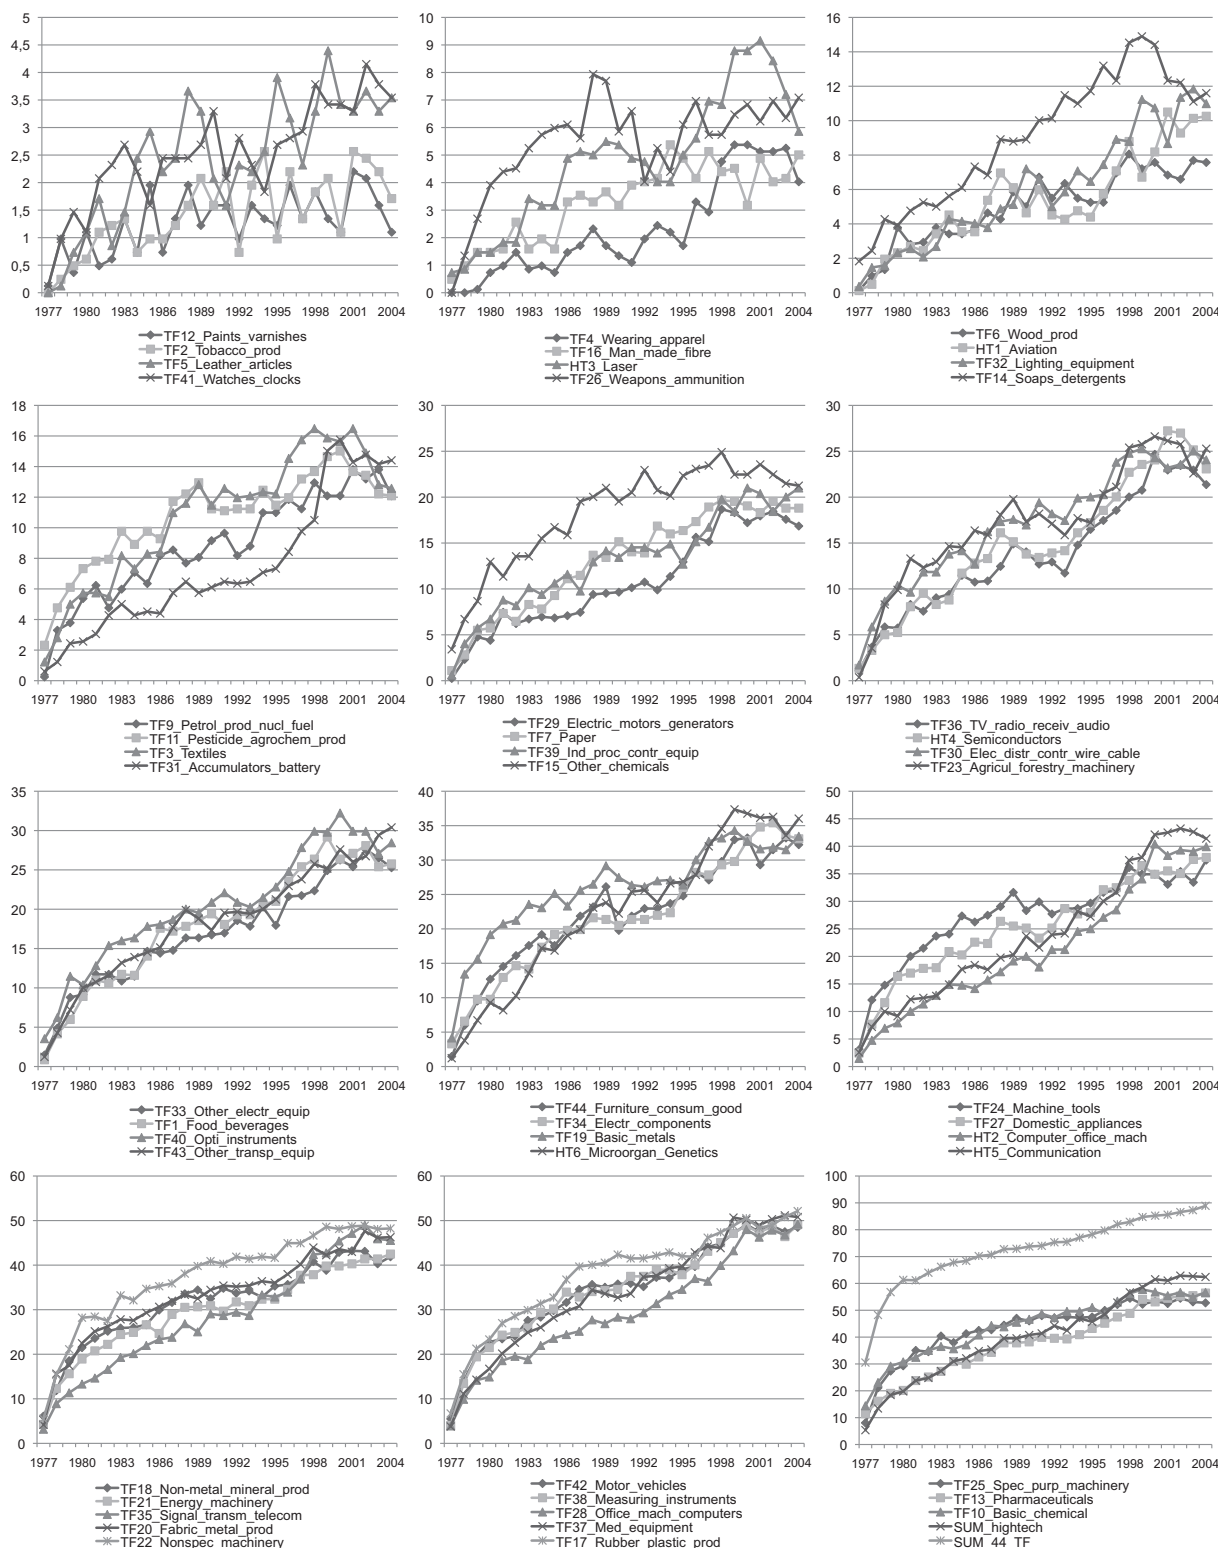 5
4,5
4
3,5
3
2,5
2
1,5
1
0,5
0
1977 1980 1983 1986 1989 1992 1995 1998 2001 2004
TF12_Paints_varnishes
TF2_Tobacco_prod
TF5_Leather_articles
TF41_Watches_clocks
10
9
8
7
6
5
4
3
2
1
0
1977 1980 1983 1986 1989 1992 1995 1998 2001 2004
TF4_Wearing_apparel
TF16_Man_made_fibre
HT3_Laser
TF26_Weapons_ammunition
16
14
12
10
8
6
4
2
0
1977 1980 1983 1986 1989 1992 1995 1998 2001 2004
TF6_Wood_prod
HT1_Aviation
TF32_Lighting_equipment
TF14_Soaps_detergents
18
16
14
12
10
8
6
4
2
0
1977 1980 1983 1986 1989 1992 1995 1998 2001 2004
TF9_Petrol_prod_nucl_fuel
TF11_Pesticide_agrochem_prod
TF3_Textiles
TF31_Accumulators_battery
30
25
20
15
10
5
0
1977 1980 1983 1986 1989 1992 1995 1998 2001 2004
TF29_Electric_motors_generators
TF7_Paper
TF39_Ind_proc_contr_equip
TF15_Other_chemicals
30
25
20
15
10
5
0
1977 1980 1983 1986 1989 1992 1995 1998 2001 2004
TF36_TV_radio_receiv_audio
HT4_Semiconductors
TF30_Elec_distr_contr_wire_cable
TF23_Agricul_forestry_machinery
35
30
25
20
15
10
5
0
1977 1980 1983 1986 1989 1992 1995 1998 2001 2004
TF33_Other_electr_equip
TF1_Food_beverages
TF40_Opti_instruments
TF43_Other_transp_equip
40
35
30
25
20
15
10
5
0
1977 1980 1983 1986 1989 1992 1995 1998 2001 2004
TF44_Furniture_consum_good
TF34_Electr_components
TF19_Basic_metals
HT6_Microorgan_Genetics
50
45
40
35
30
25
20
15
10
5
0
1977 1980 1983 1986 1989 1992 1995 1998 2001 2004
TF24_Machine_tools
TF27_Domestic_appliances
HT2_Computer_office_mach
HT5_Communication
60
50
40
30
20
10
0
1977 1980 1983 1986 1989 1992 1995 1998 2001 2004
TF18_Non-metal_mineral_prod
TF21_Energy_machinery
TF35_Signal_transm_telecom
TF20_Fabric_metal_prod
TF22_Nonspec_machinery
60
50
40
30
20
10
0
1977 1980 1983 1986 1989 1992 1995 1998 2001 2004
TF42_Motor_vehicles
TF38_Measuring_instruments
TF28_Office_mach_computers
TF37_Med_equipment
TF17_Rubber_plastic_prod
100
90
80
70
60
50
40
30
20
10
0
1977 1980 1983 1986 1989 1992 1995 1998 2001 2004
TF25_Spec_purp_machinery
TF13_Pharmaceuticals
TF10_Basic_chemical
SUM_hightech
SUM_44_TF